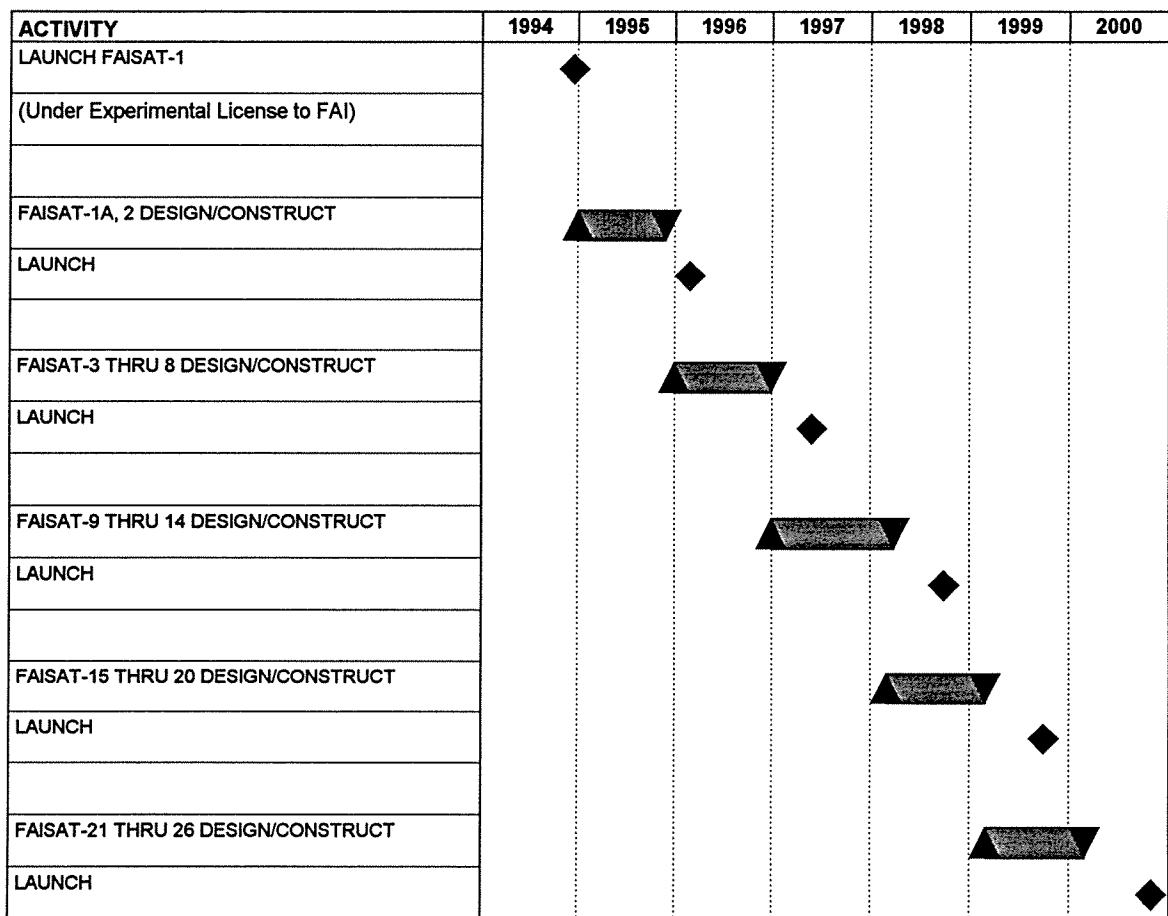 ACTIVITY 1994 1995 1996 1997 1998 1999 2000
LAUNCH FAISAT-1
(Under Experimental License to FAI)
FAISAT-1A, 2 DESIGN/CONSTRUCT
LAUNCH
FAISAT-3 THRU 8 DESIGN/CONSTRUCT
LAUNCH
FAISAT-9 THRU 14 DESIGN/CONSTRUCT
LAUNCH
FAISAT-15 THRU 20 DESIGN/CONSTRUCT
LAUNCH
FAISAT-21 THRU 26 DESIGN/CONSTRUCT
LAUNCH